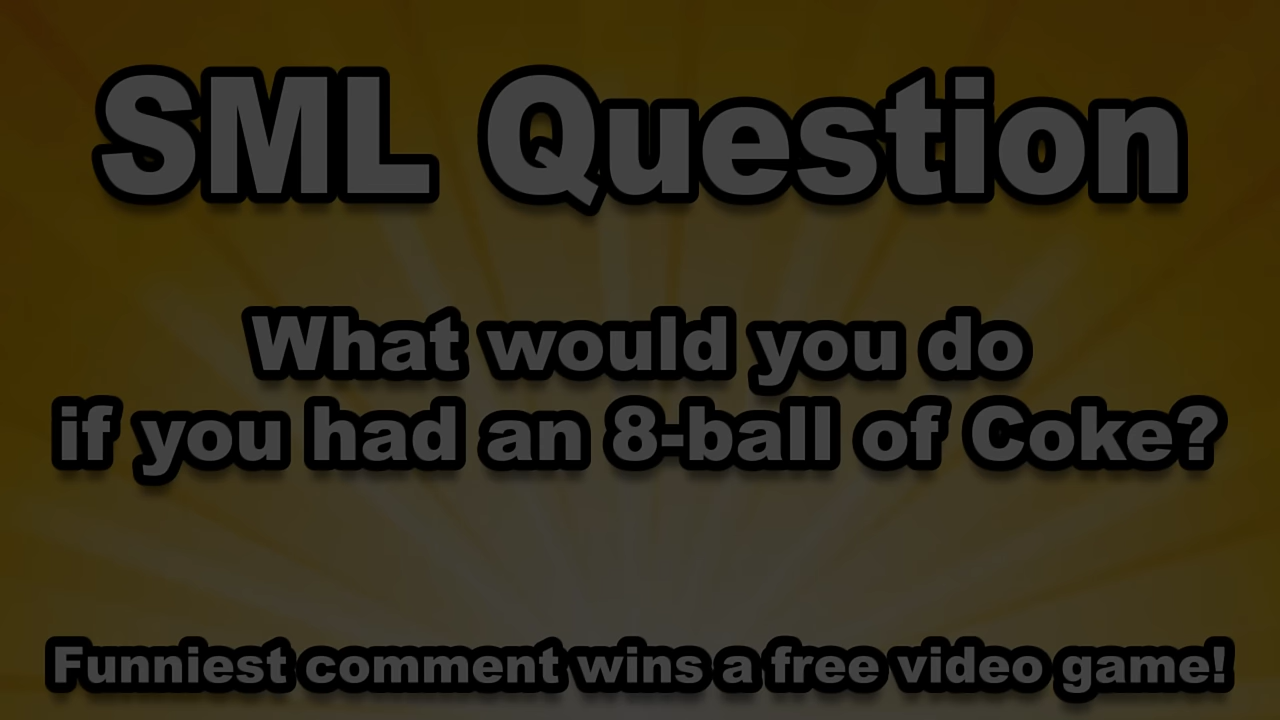 SML Question
What would you do
if you had an 8-ball of Coke?
Funniest comment wins a free video game!